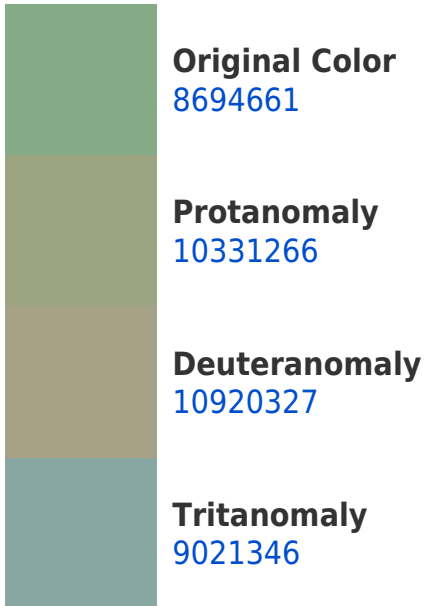 Original Color
8694661
Protanomaly
10331266
Deuteranomaly
10920327
Tritanomaly
9021346